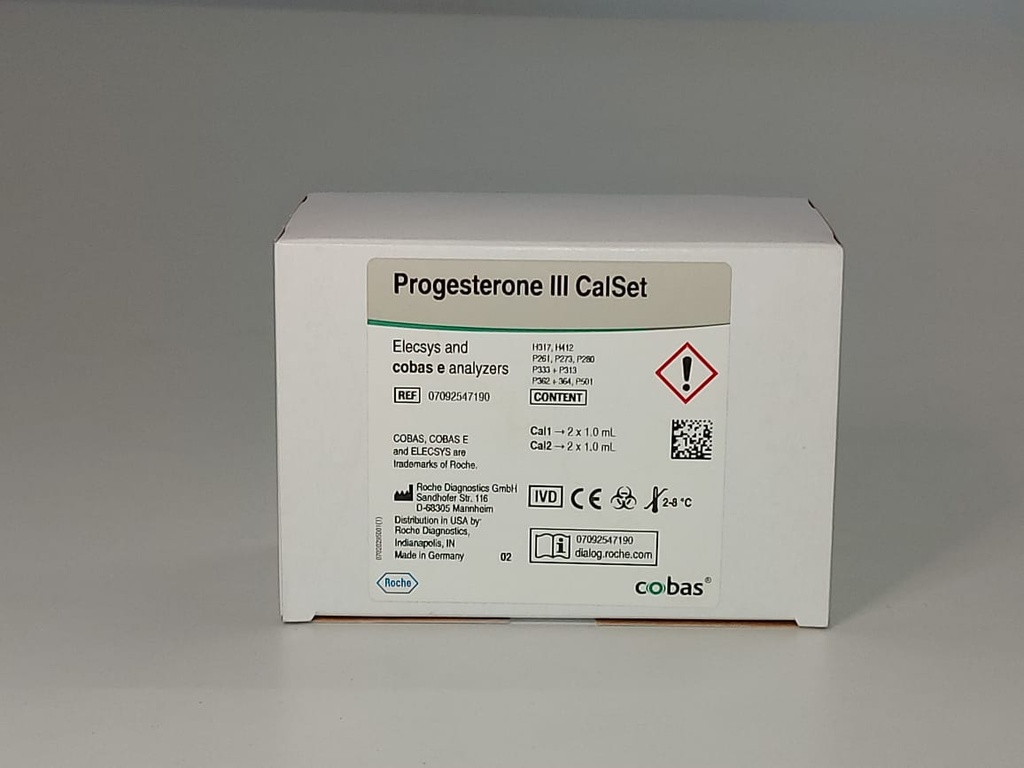 Progesterone III CalSet
Elecsys and
cobas e analyzers
REF 07092547190
H317, H412
P261, P273, P280
P333 + P313
P362 + 364, P501
CONTENT
Cal1 → 2 x 1.0 mL
Cal2 → 2 x 1.0 mL
COBAS, COBAS E
and ELECSYS are
trademarks of Roche.
Roche Diagnostics GmbH
Sandhofer Str. 116
D-68305 Mannheim
Distribution in USA by:
Roche Diagnostics,
Indianapolis, IN
Made in Germany 02
IVD CE 2-8 °C
07092547190
dialog.roche.com
Roche
cobas®